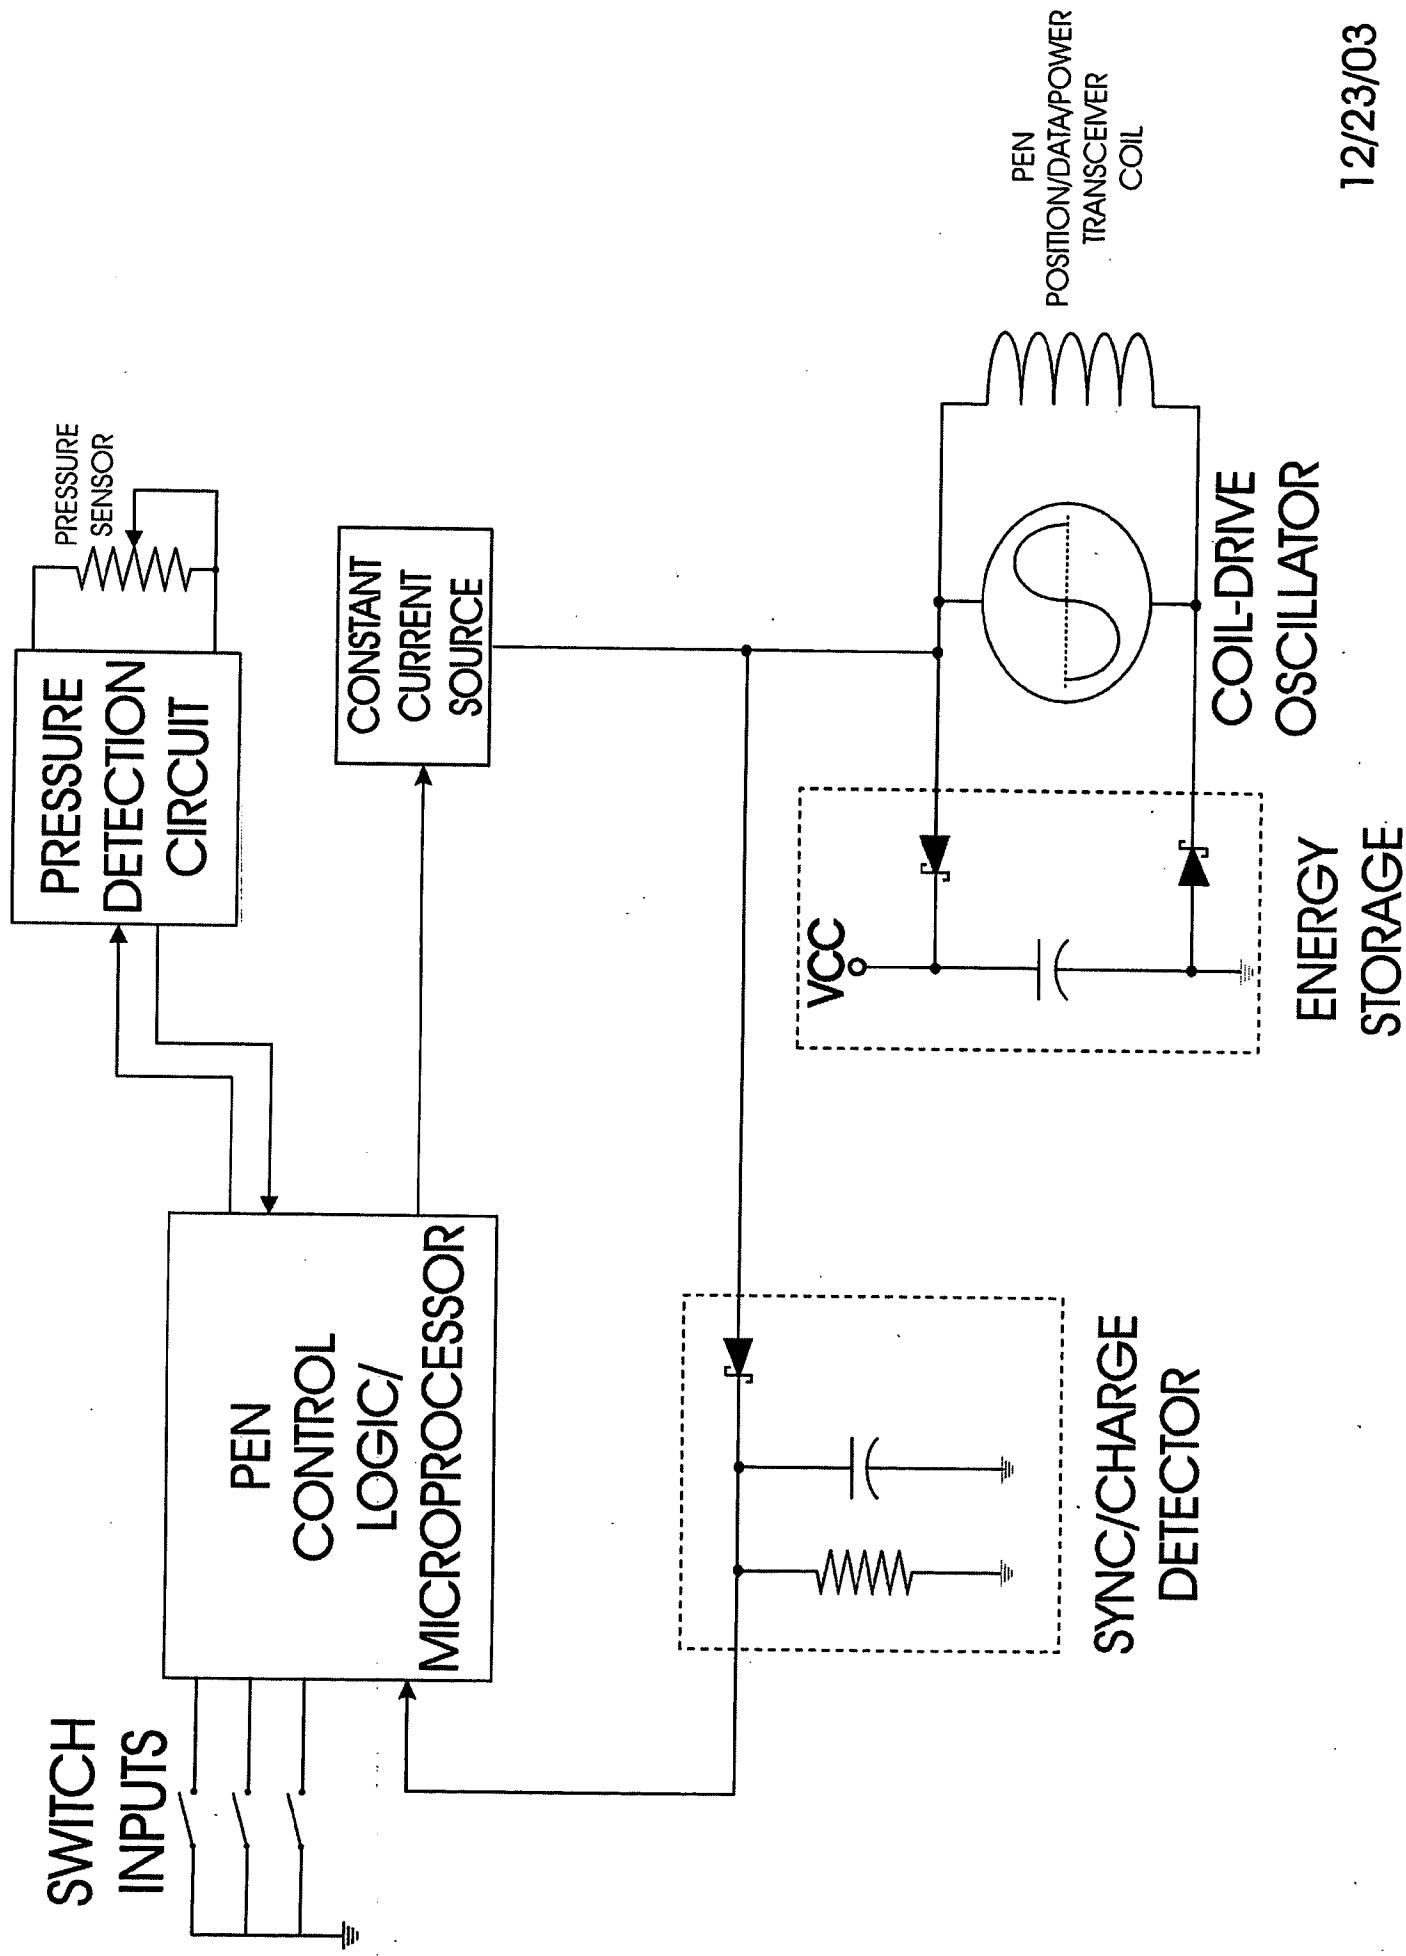 SWITCH
INPUTS
PEN
CONTROL
LOGIC/
MICROPROCESSOR
PRESSURE
DETECTION
CIRCUIT
PRESSURE
SENSOR
CONSTANT
CURRENT
SOURCE
SYNC/CHARGE
DETECTOR
VCC
ENERGY
STORAGE
COIL-DRIVE
OSCILLATOR
PEN
POSITION/DATA/POWER
TRANSCEIVER
COIL
12/23/03